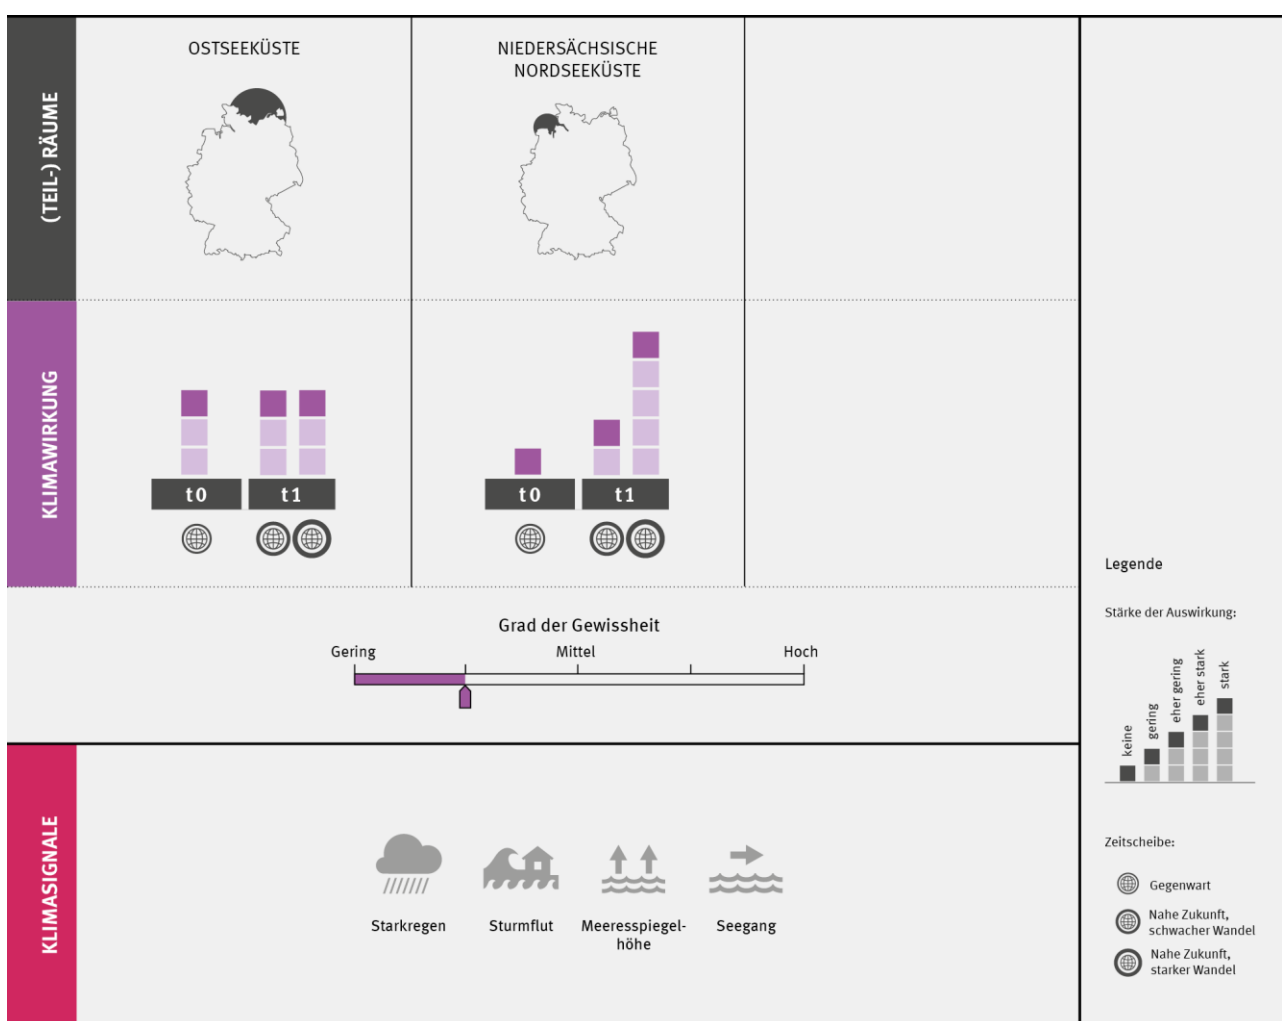 (TEIL-) RÄUME
OSTSEEKÜSTE
NIEDERSÄCHSISCHE
NORDSEEKÜSTE
KLIMAWIRKUNG
t0
t1
t0
t1
Grad der Gewissheit
Gering
Mittel
Hoch
KLIMASIGNALE
Starkregen
Sturmflut
Meeresspiegel-
höhe
Seegang
Legende
Stärke der Auswirkung:
keine
gering
eher gering
eher stark
stark
Zeitscheibe:
Gegenwart
Nahe Zukunft,
schwacher Wandel
Nahe Zukunft,
starker Wandel